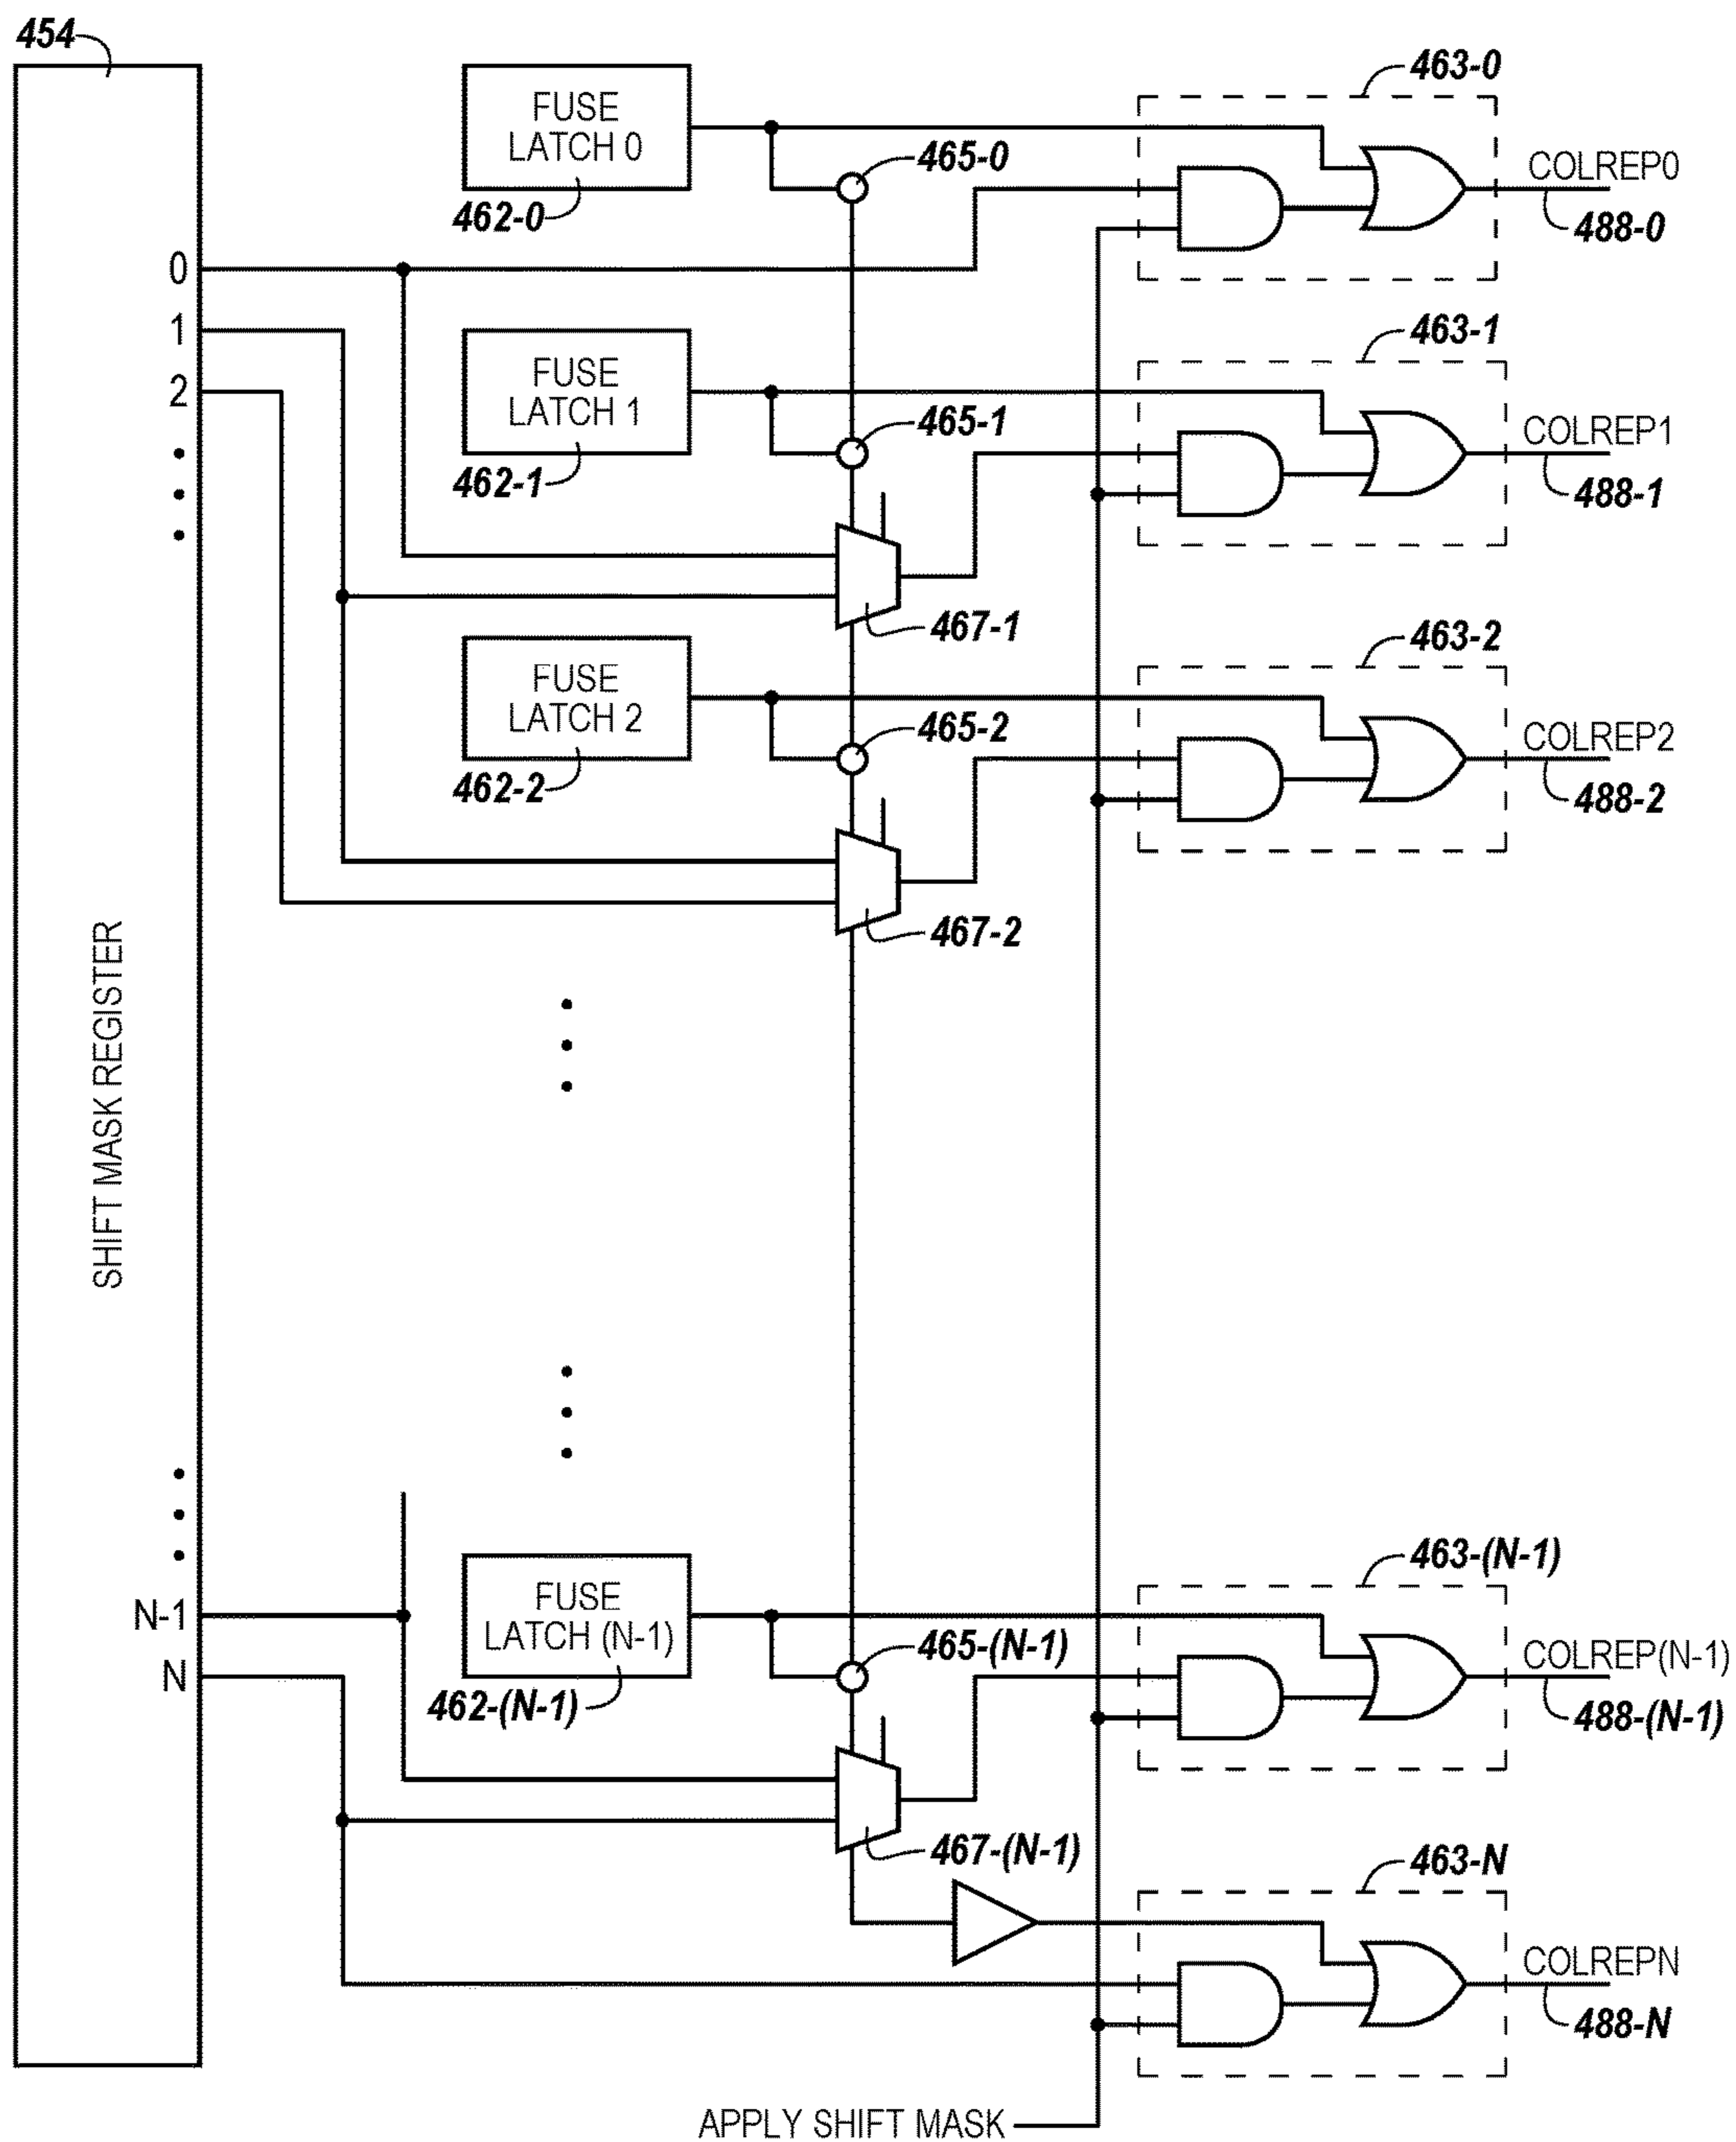 454
463-0
FUSE
LATCH 0
465-0
COLREP0
462-0
488-0
0
1
463-1
2
FUSE
LATCH 1
465-1
COLREP1
462-1
488-1
467-1
463-2
FUSE
LATCH 2
465-2
COLREP2
462-2
488-2
467-2
SHIFT MASK REGISTER
463-(N-1)
N-1
FUSE
LATCH (N-1)
465-(N-1)
COLREP(N-1)
N
462-(N-1)
488-(N-1)
467-(N-1)
463-N
COLREPN
488-N
APPLY SHIFT MASK